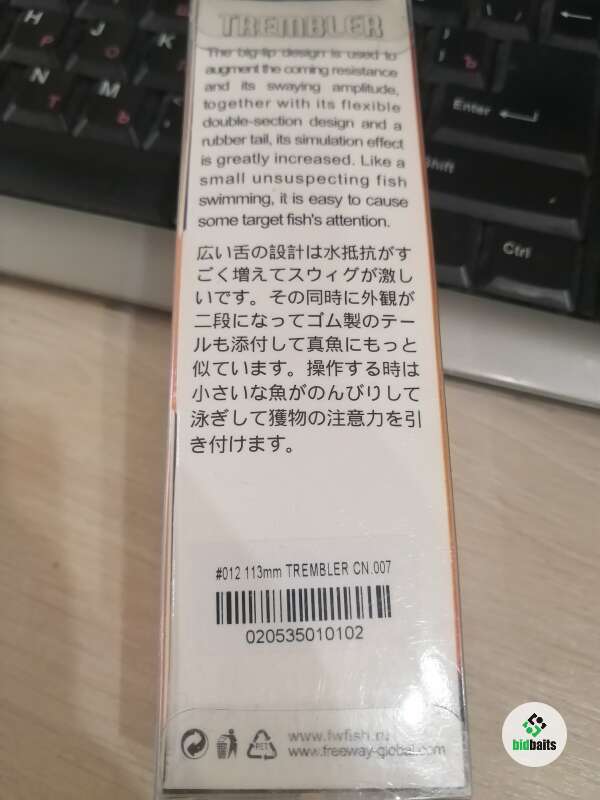 TREMBLER
The big-lip design is used to
augment the coming resistance
and its swaying amplitude,
together with its flexible
double-section design and a
rubber tail, its simulation effect
is greatly increased. Like a
small unsuspecting fish
swimming, it is easy to cause
some target fish's attention.
広い舌の設計は水抵抗がす
ごく増えてスウィグが激し
いです。その同時に外観が
二段になってゴム製のテー
ルも添付して真魚にもっと
似ています。操作する時は
小さいな魚がのんびりして
泳ぎして獲物の注意力を引
き付けます。
#012 113mm TREMBLER CN.007
020535010102
PET
www.fwfish.ru
www.freeway-global.com
bidbaits
Enter
Shift
Ctrl